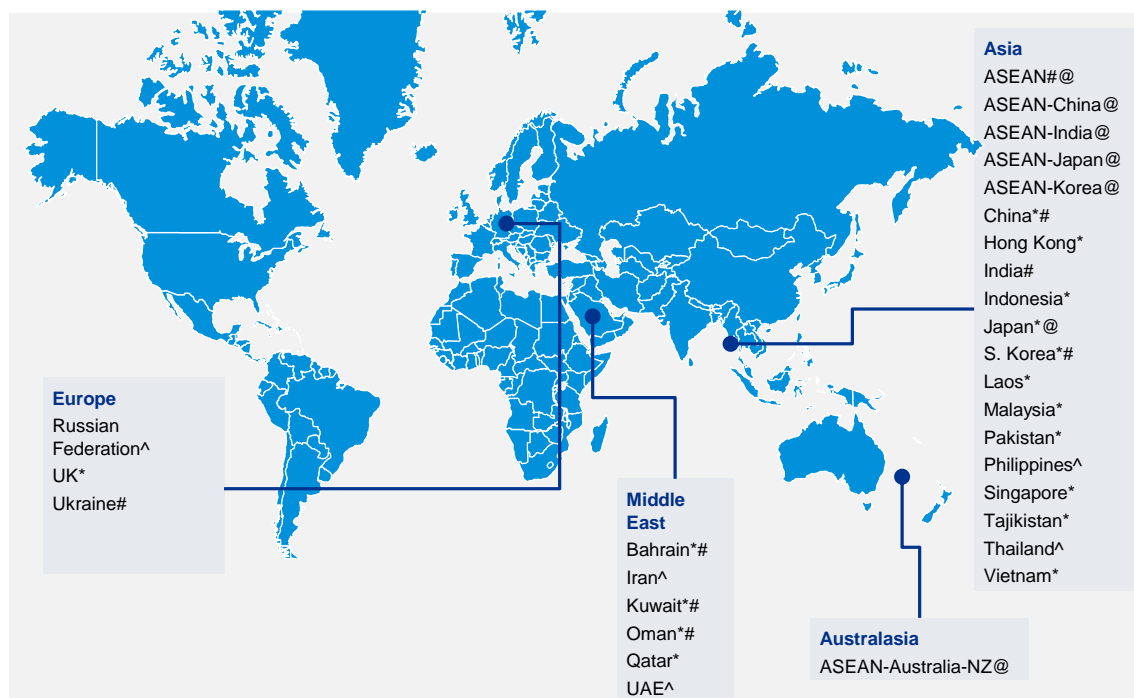 Asia
ASEAN#@
ASEAN-China@
ASEAN-India@
ASEAN-Japan@
ASEAN-Korea@
China*#
Hong Kong*
India#
Indonesia*
Japan*@
S. Korea*#
Laos*
Malaysia*
Pakistan*
Philippines^
Singapore*
Tajikistan*
Thailand^
Vietnam*
Europe
Russian
Federation^
UK*
Ukraine#
Middle
East
Bahrain*#
Iran^
Kuwait*#
Oman*#
Qatar*
UAE^
Australasia
ASEAN-Australia-NZ@